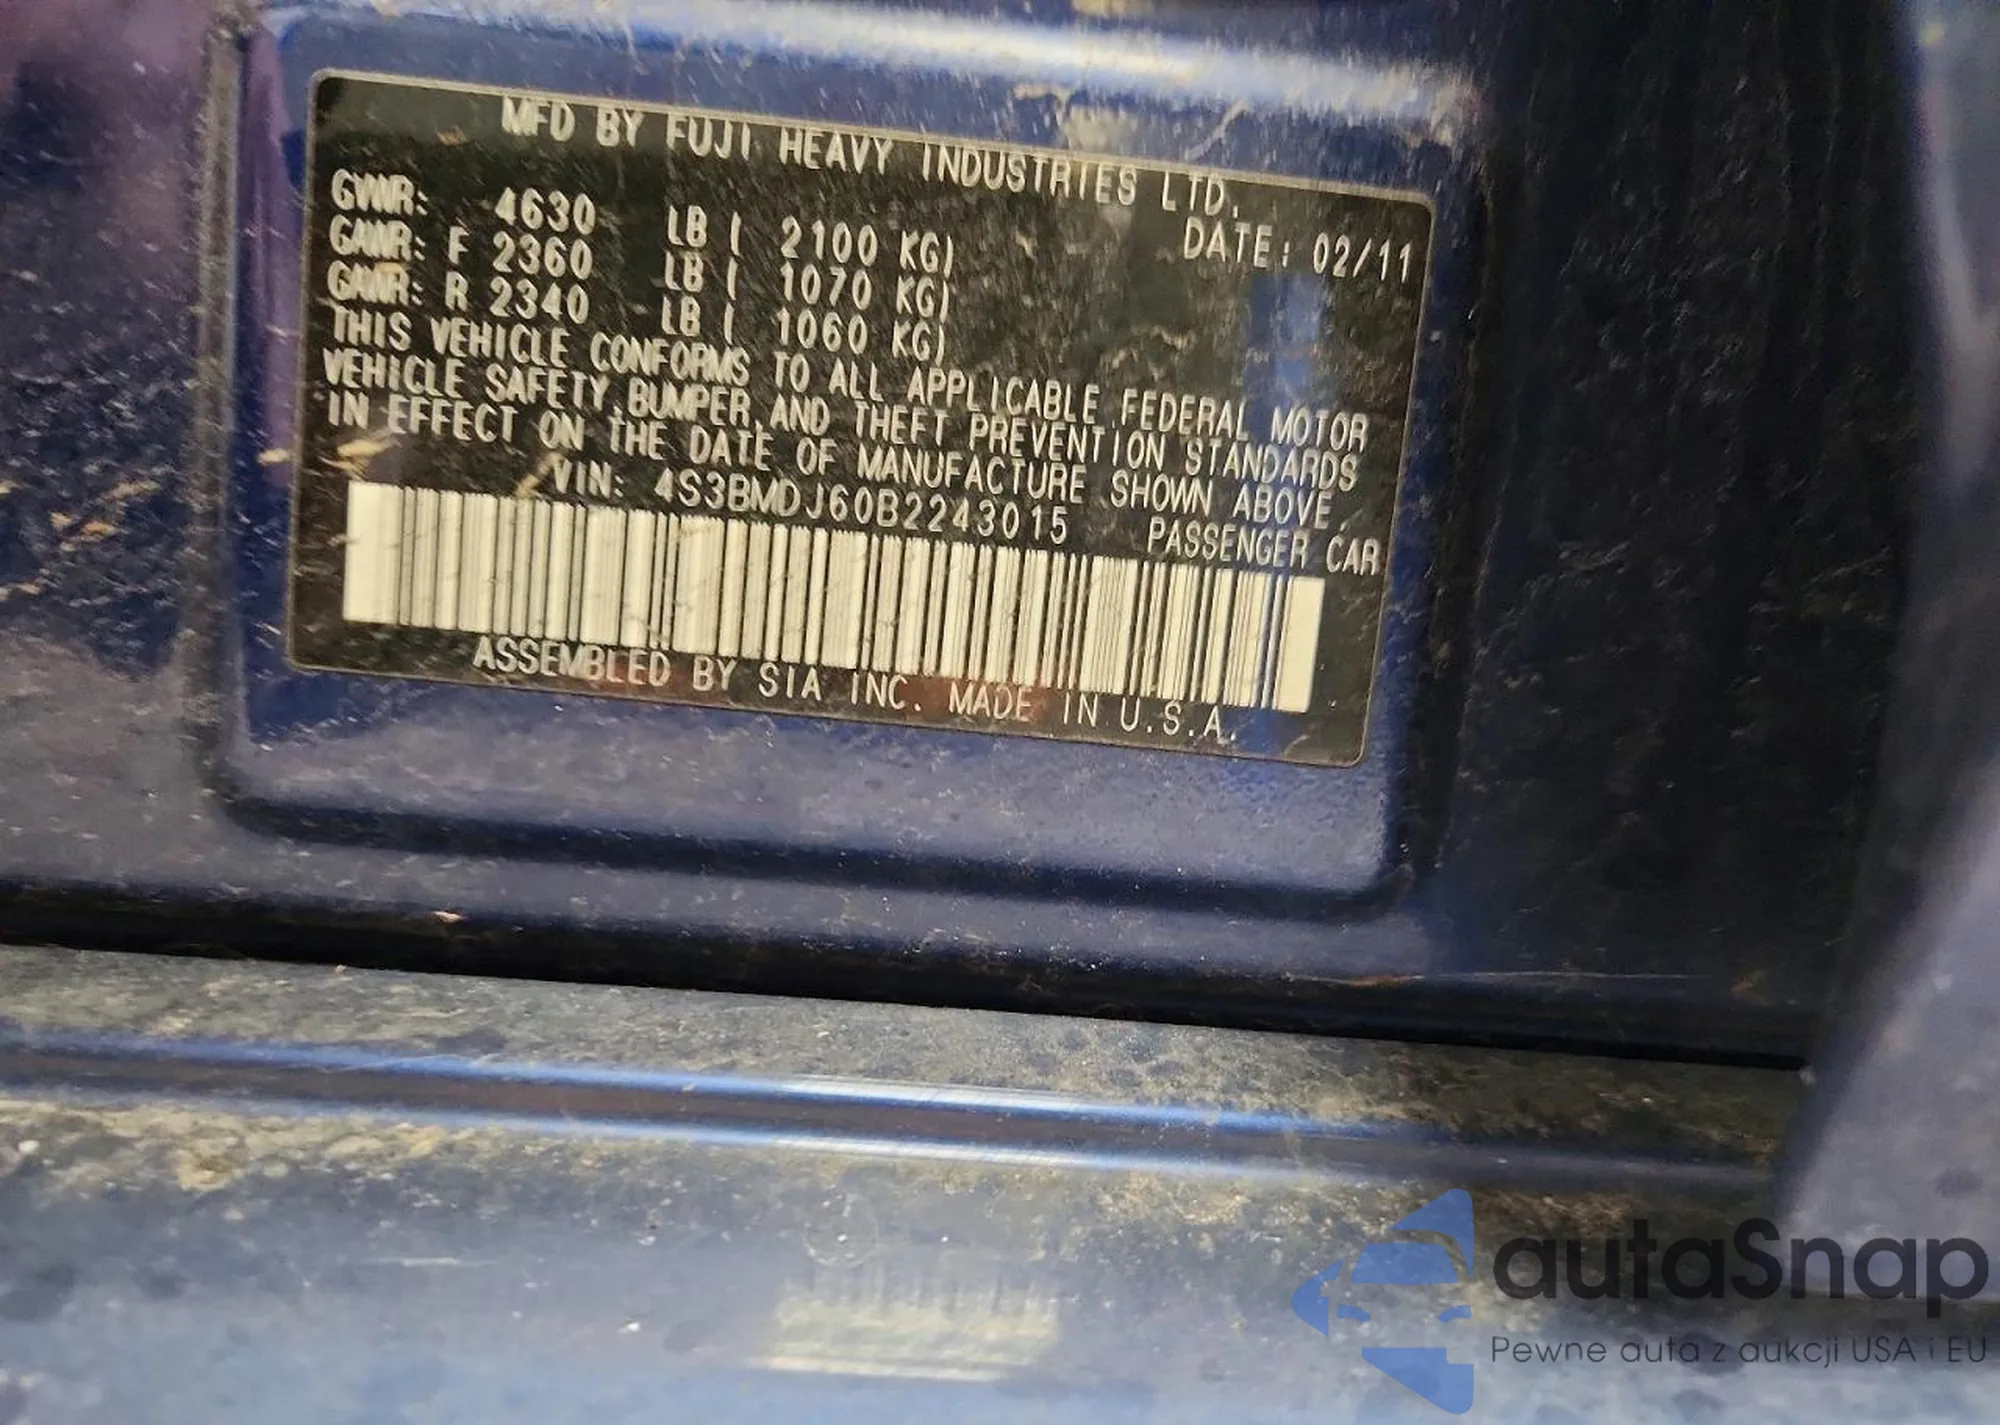 MFD BY FUJI HEAVY INDUSTRIES LTD.
GVWR: 4630 LB ( 2100 KG) DATE: 02/11
GAWR: F 2360 LB ( 1070 KG)
GAWR: R 2340 LB ( 1060 KG)
THIS VEHICLE CONFORMS TO ALL APPLICABLE FEDERAL MOTOR
VEHICLE SAFETY,BUMPER,AND THEFT PREVENTION STANDARDS
IN EFFECT ON THE DATE OF MANUFACTURE SHOWN ABOVE.
VIN: 4S3BMDJ60B2243015 PASSENGER CAR
ASSEMBLED BY SIA INC. MADE IN U.S.A.
autaSnap
Pewne auta z aukcji USA i EU